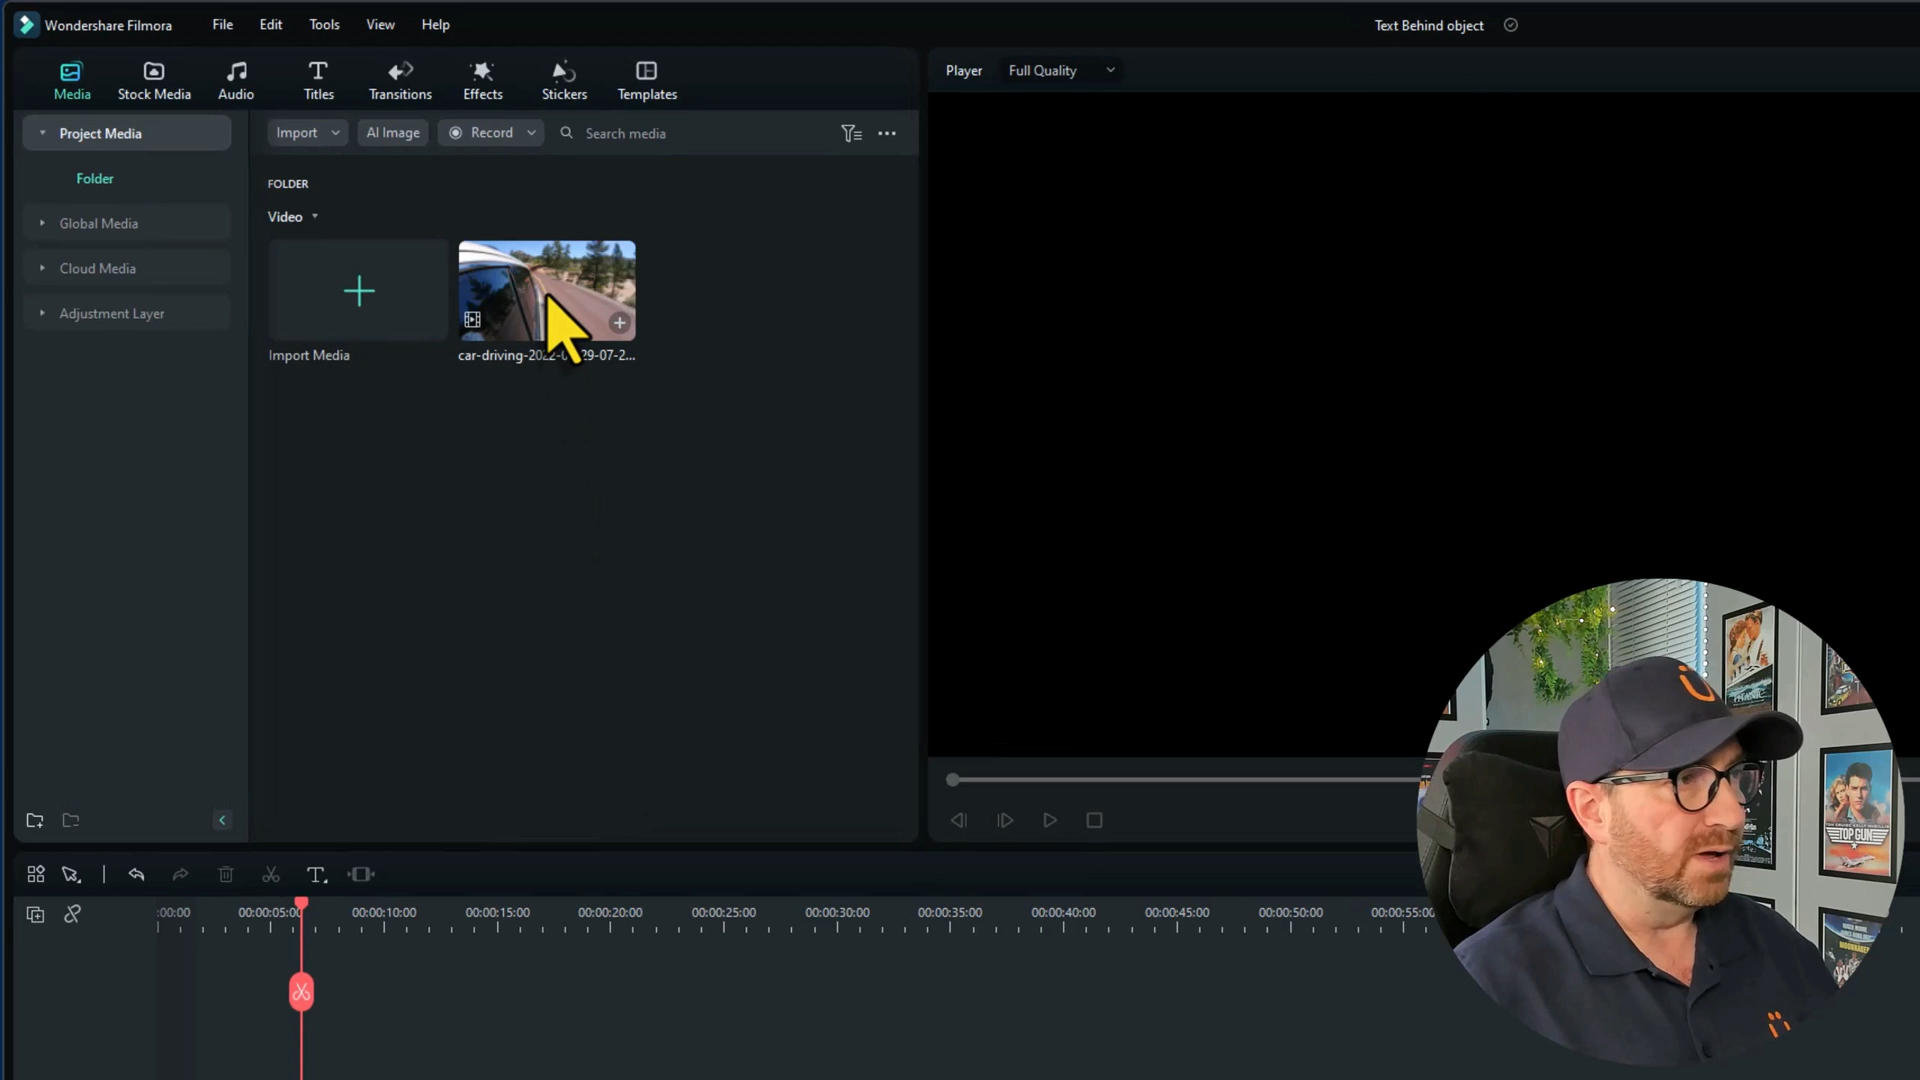 Wondershare Filmora File Edit Tools View Help Text Behind object
Media Stock Media Audio Titles Transitions Effects Stickers Templates
Player Full Quality
Project Media
Folder
Global Media
Cloud Media
Adjustment Layer
Import AI Image Record Search media
FOLDER
Video
Import Media
car-driving-2022-0 29-07-2...
:00:00 00:00:05:00 00:00:10:00 00:00:15:00 00:00:20:00 00:00:25:00 00:00:30:00 00:00:35:00 00:00:40:00 00:00:45:00 00:00:50:00 00:00:55:00
TITANIC
TOP GUN